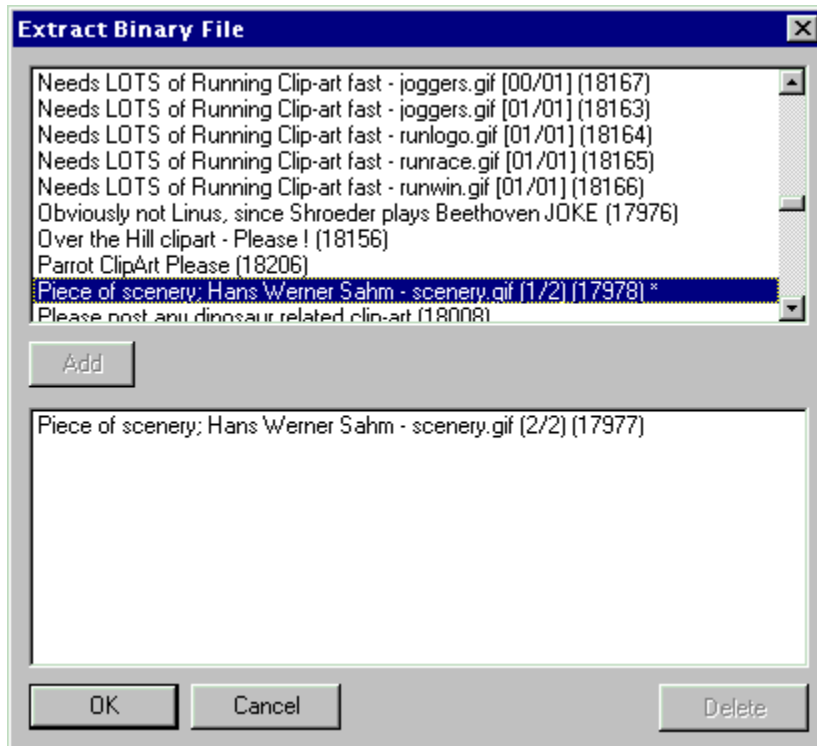 Extract Binary File
Needs LOTS of Running Clip-art fast - joggers.gif [00/01] (18167)
Needs LOTS of Running Clip-art fast - joggers.gif [01/01] (18163)
Needs LOTS of Running Clip-art fast - runlogo.gif [01/01] (18164)
Needs LOTS of Running Clip-art fast - runrace.gif [01/01] (18165)
Needs LOTS of Running Clip-art fast - runwin.gif [01/01] (18166)
Obviously not Linus, since Shroeder plays Beethoven JOKE (17976)
Over the Hill clipart - Please ! (18156)
Parrot ClipArt Please (18206)
Piece of scenery; Hans Werner Sahm - scenery.gif (1/2) (17978) *
Please post any dinosaur related clip-art (18008)
Add
Piece of scenery; Hans Werner Sahm - scenery.gif (2/2) (17977)
OK
Cancel
Delete